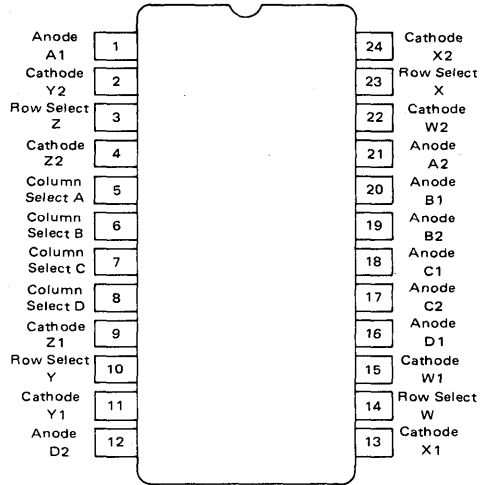 Anode
A1
1
Cathode
Y2
2
Row Select
Z
3
Cathode
Z2
4
Column
Select A
5
Column
Select B
6
Column
Select C
7
Column
Select D
8
Cathode
Z1
9
Row Select
Y
10
Cathode
Y1
11
Anode
D2
12
24
Cathode
X2
23
Row Select
X
22
Cathode
W2
21
Anode
A2
20
Anode
B1
19
Anode
B2
18
Anode
C1
17
Anode
C2
16
Anode
D1
15
Cathode
W1
14
Row Select
W
13
Cathode
X1